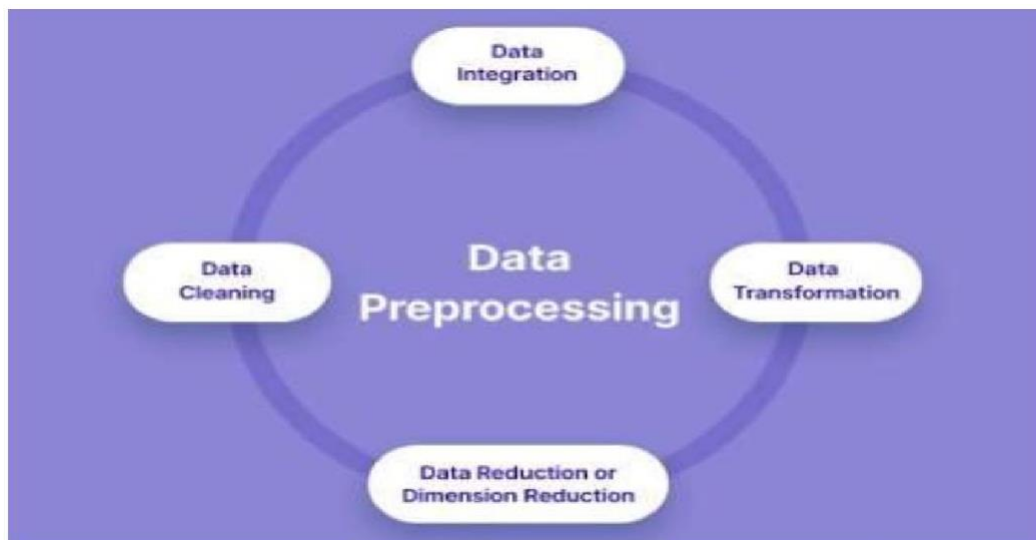 Data
Integration
Data
Cleaning
Data
Preprocessing
Data
Transformation
Data Reduction or
Dimension Reduction